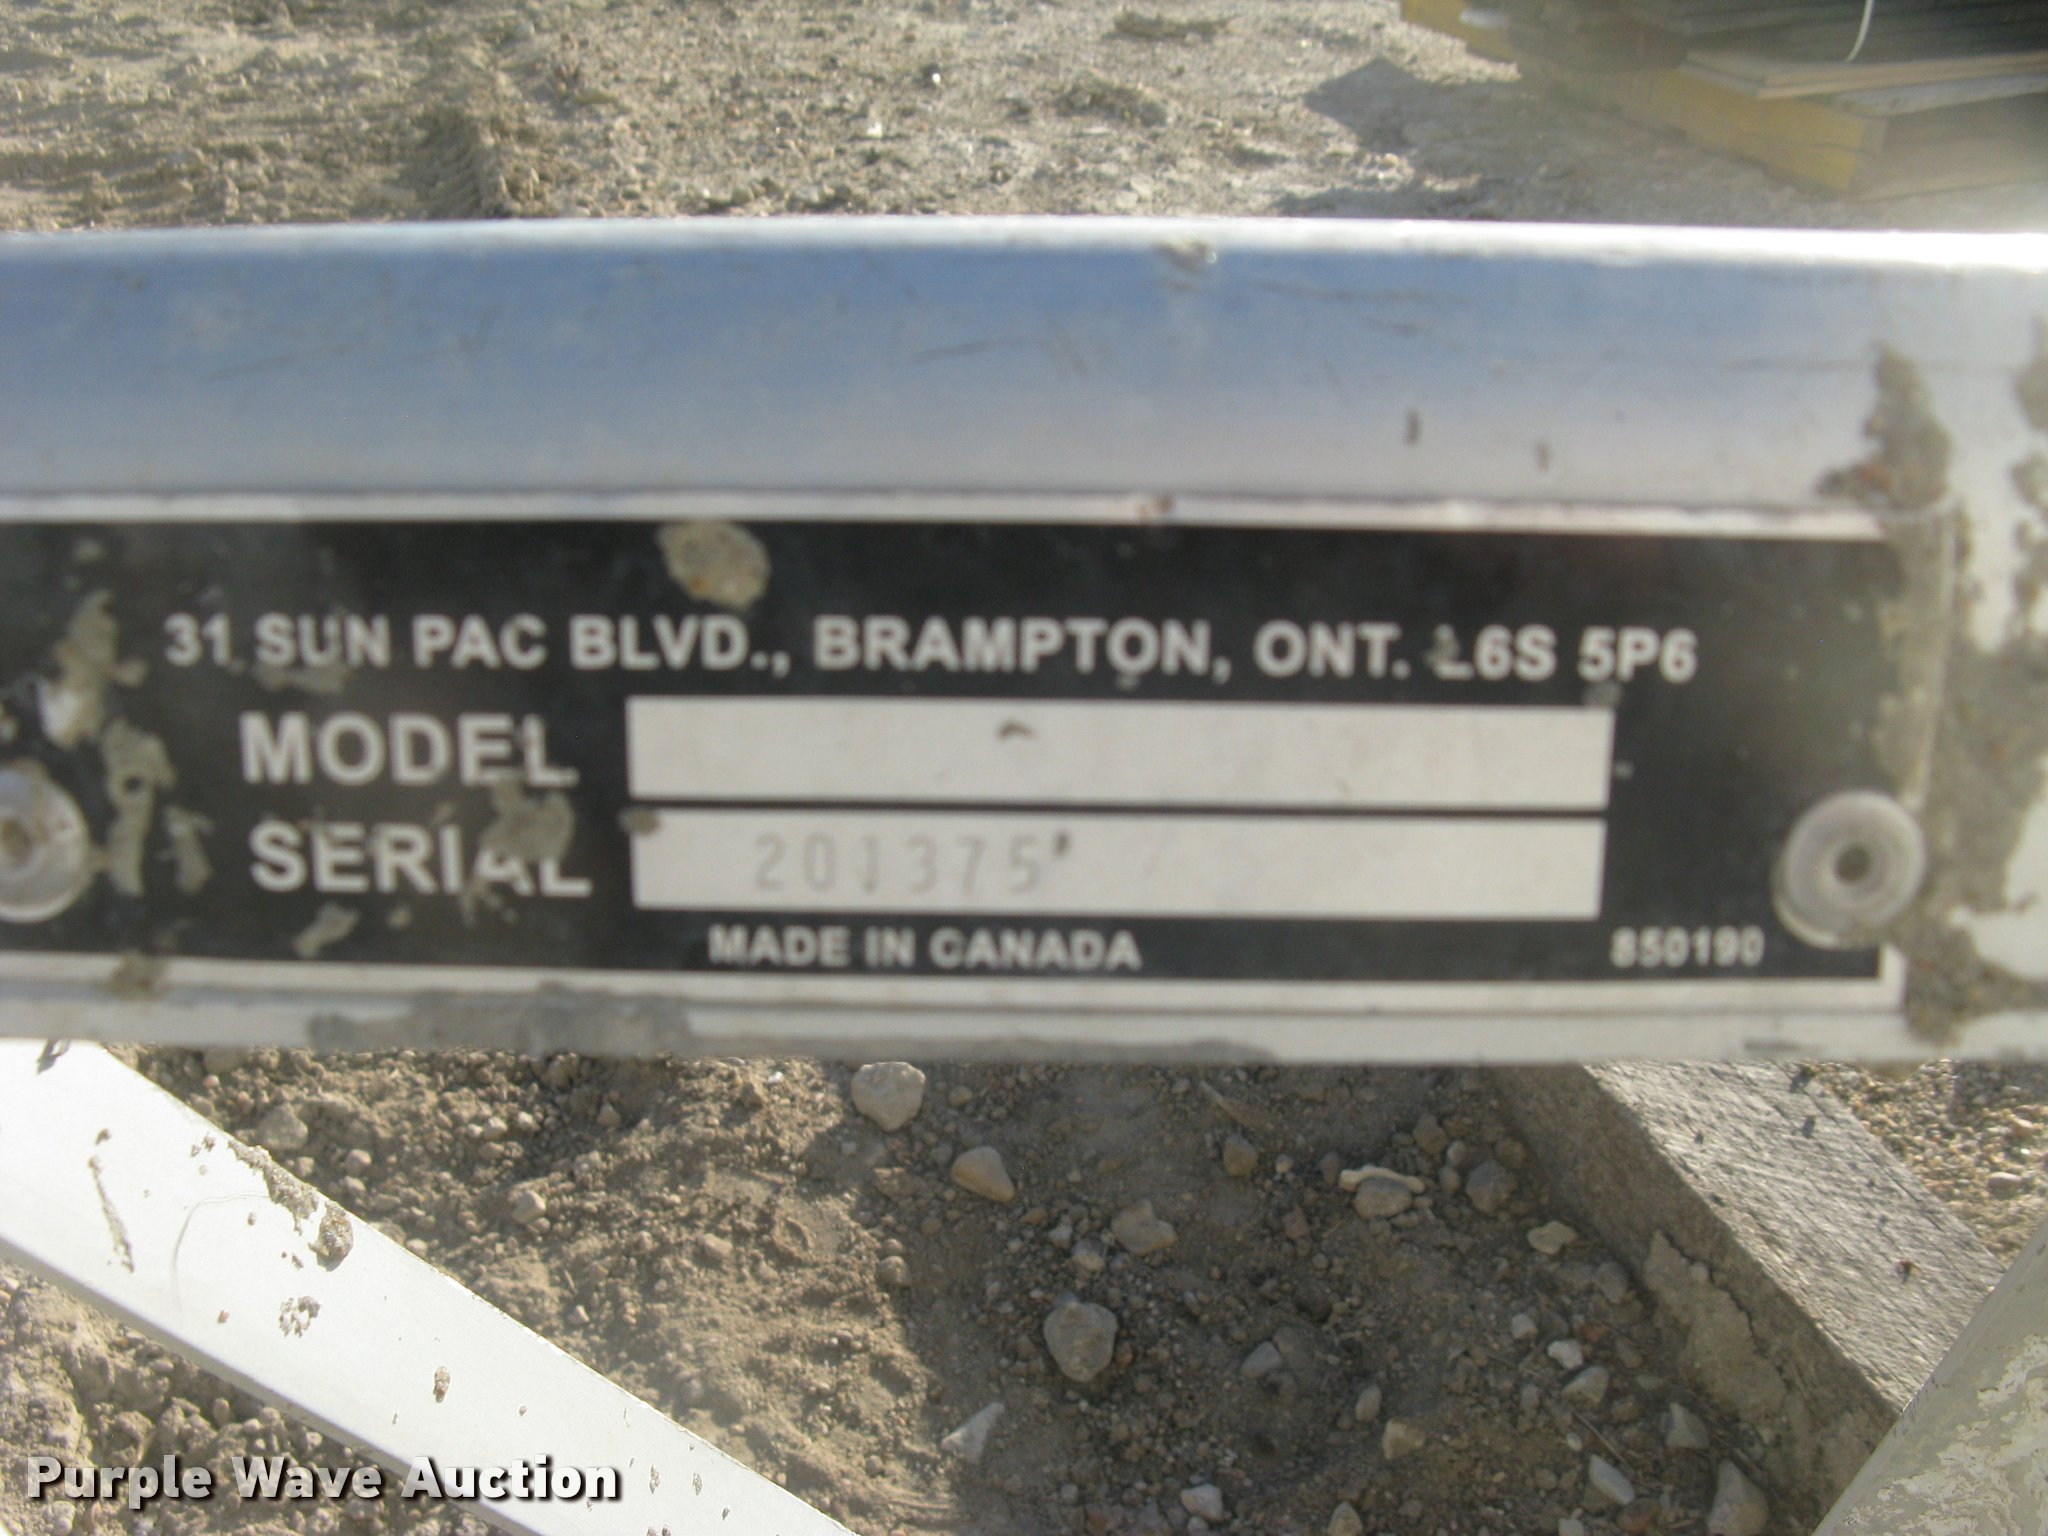 31 SUN PAC BLVD., BRAMPTON, ONT. L6S 5P6
MODEL
SERIAL 201375
MADE IN CANADA 850190
Purple Wave Auction